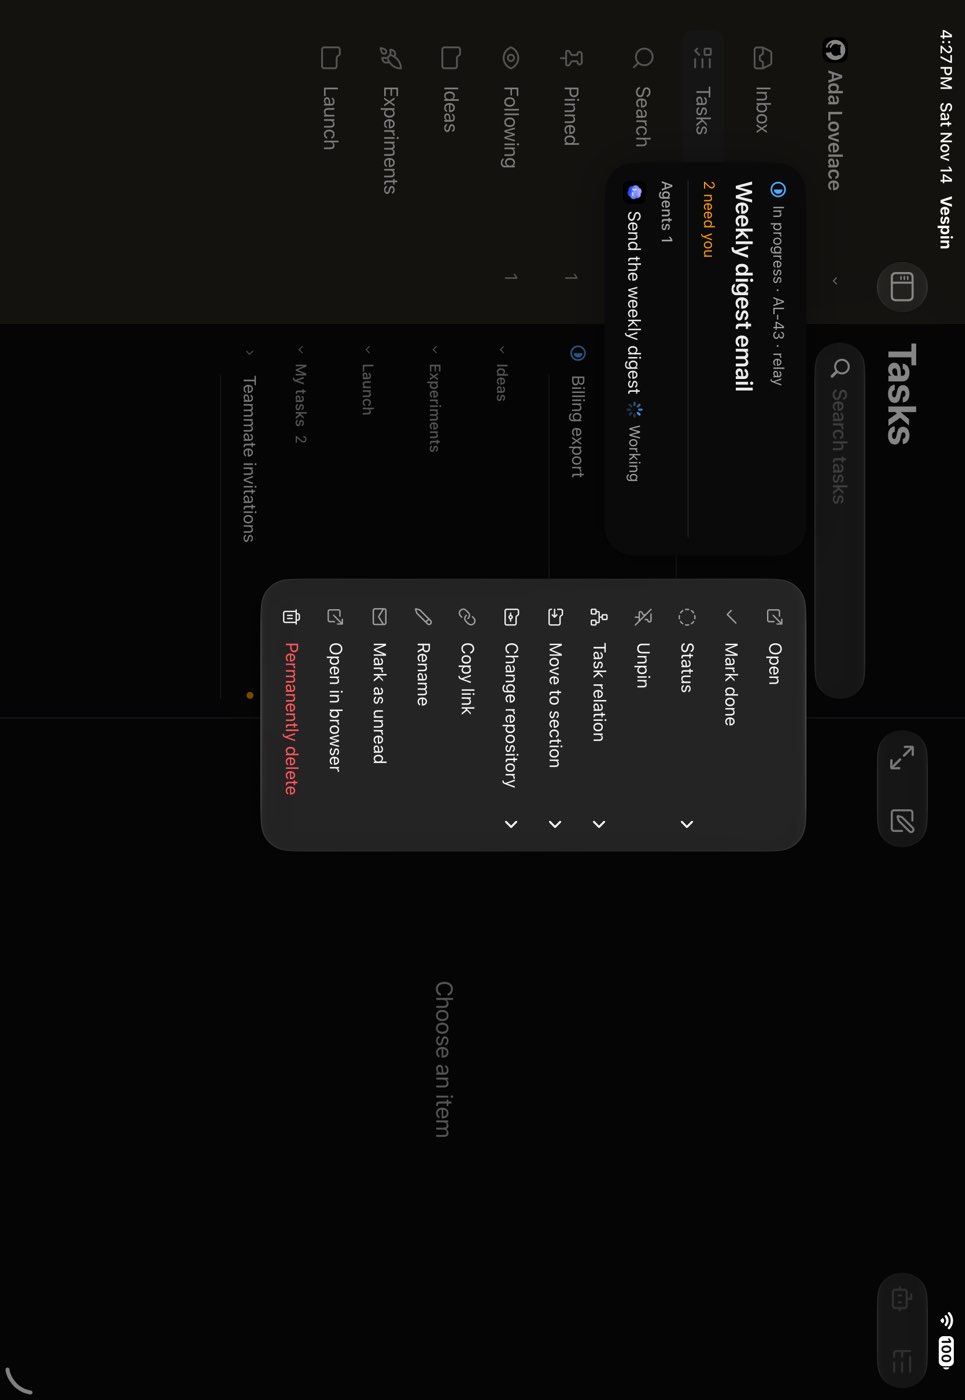 4:27 PM Sat Nov 14 Vespin
100
Ada Lovelace
Inbox
Tasks
Search
Pinned 1
Following 1
Ideas
Experiments
Launch
Tasks
Search tasks
In progress · AL-43 · relay
Weekly digest email
2 need you
Agents 1
Send the weekly digest Working
Billing export
Ideas
Experiments
Launch
My tasks 2
Teammate invitations
Open
Mark done
Status
Unpin
Task relation
Move to section
Change repository
Copy link
Rename
Mark as unread
Open in browser
Permanently delete
Choose an item